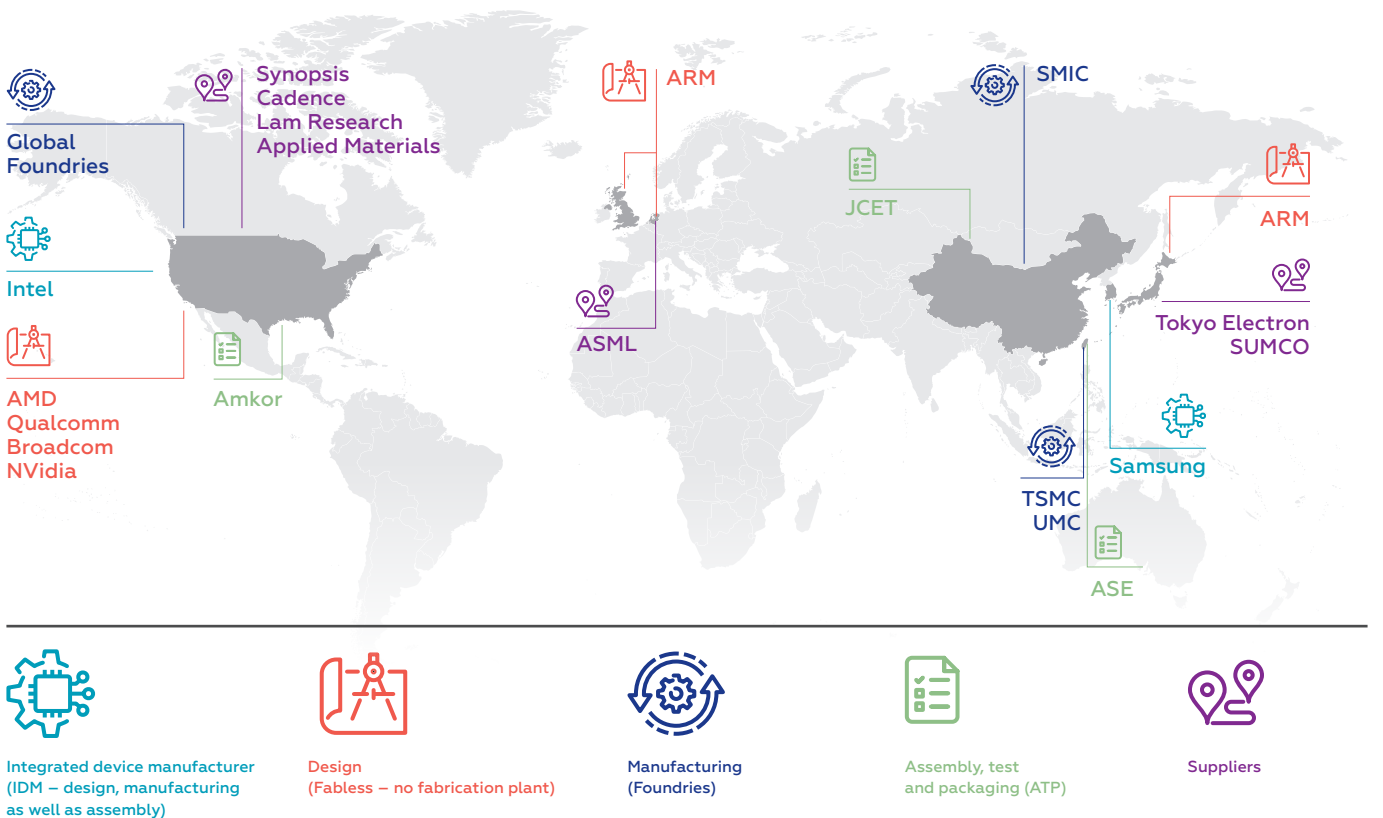 Global
Foundries
Synopsis
Cadence
Lam Research
Applied Materials
ARM
SMIC
JCET
ARM
Intel
Tokyo Electron
SUMCO
ASML
AMD
Qualcomm
Broadcom
NVidia
Amkor
Samsung
TSMC
UMC
ASE
Integrated device manufacturer
(IDM – design, manufacturing
as well as assembly)
Design
(Fabless – no fabrication plant)
Manufacturing
(Foundries)
Assembly, test
and packaging (ATP)
Suppliers